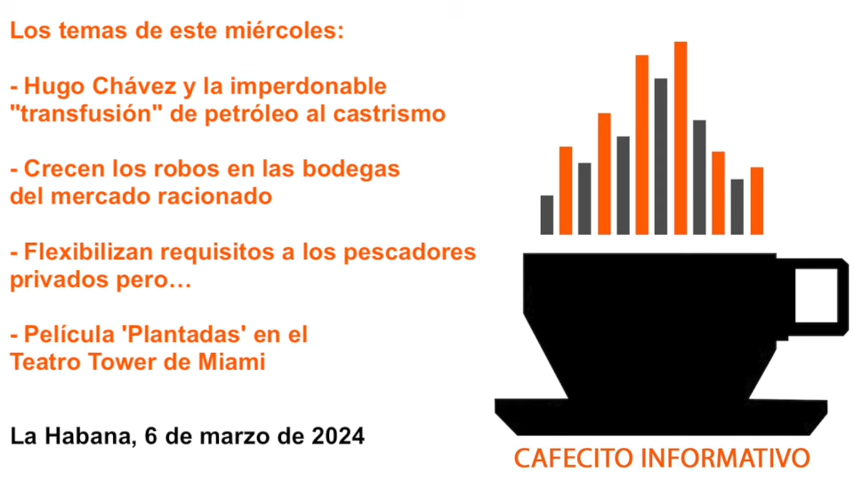 Los temas de este miércoles:
- Hugo Chávez y la imperdonable
"transfusión" de petróleo al castrismo
- Crecen los robos en las bodegas
del mercado racionado
- Flexibilizan requisitos a los pescadores
privados pero…
- Película 'Plantadas' en el
Teatro Tower de Miami
La Habana, 6 de marzo de 2024
CAFECITO INFORMATIVO